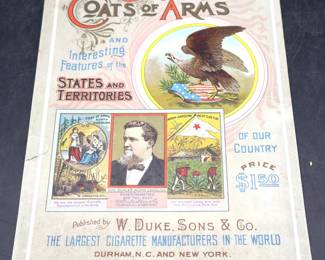 COATS OF ARMS
AND
Interesting
Features of the
STATES AND
TERRITORIES
OF OUR
COUNTRY
PRICE
$1.50
Published by W. DUKE, SONS & CO.
THE LARGEST CIGARETTE MANUFACTURERS IN THE WORLD
DURHAM, N.C. AND NEW YORK.